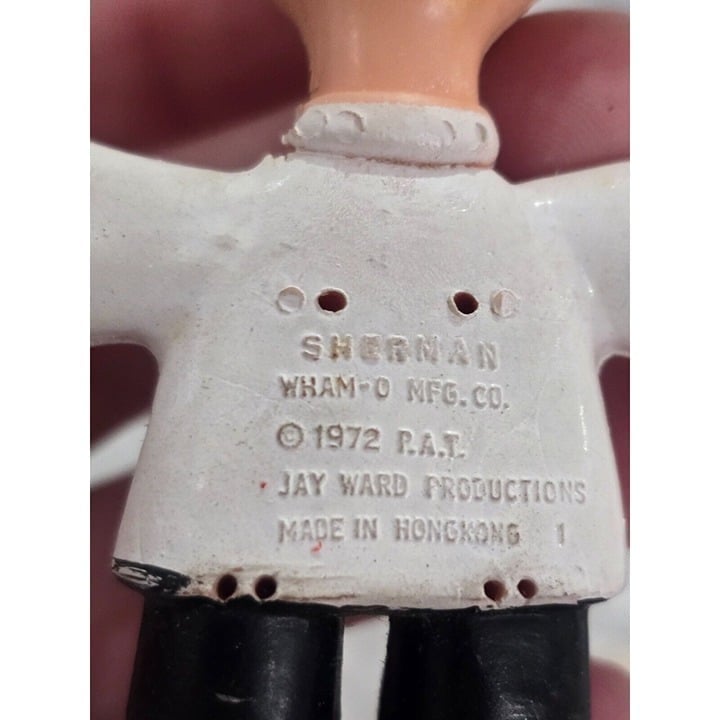 SHERMAN
WHAM-O MFG.CO.
© 1972 P.A.T.
JAY WARD PRODUCTIONS
MADE IN HONGKONG 1